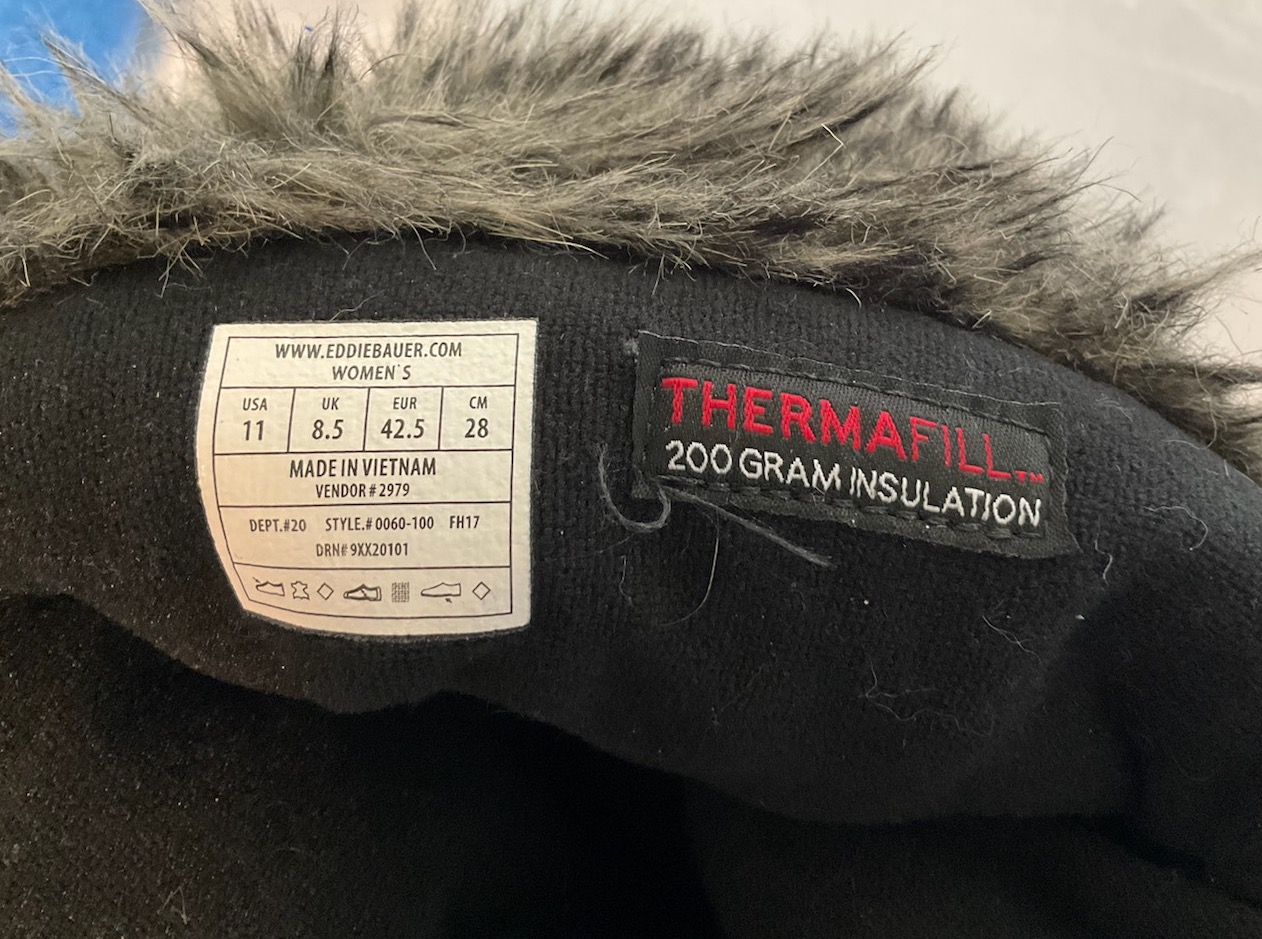 WWW.EDDIEBAUER.COM
WOMEN`S
USA UK EUR CM
11 8.5 42.5 28
MADE IN VIETNAM
VENDOR # 2979
DEPT.#20 STYLE.# 0060-100 FH17
DRN# 9XX20101
THERMAFILL™
200 GRAM INSULATION